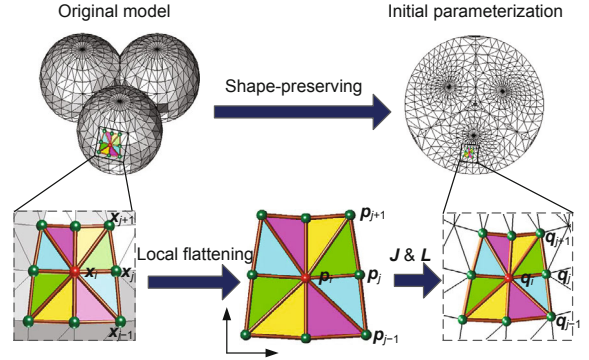 Original model
Initial parameterization
Shape-preserving
x_{j+1}
x_i
x_j
x_{j−1}
Local flattening
p_{j+1}
p_i
p_j
p_{j−1}
J & L
q_{j+1}
q_i
q_j
q_{j−1}